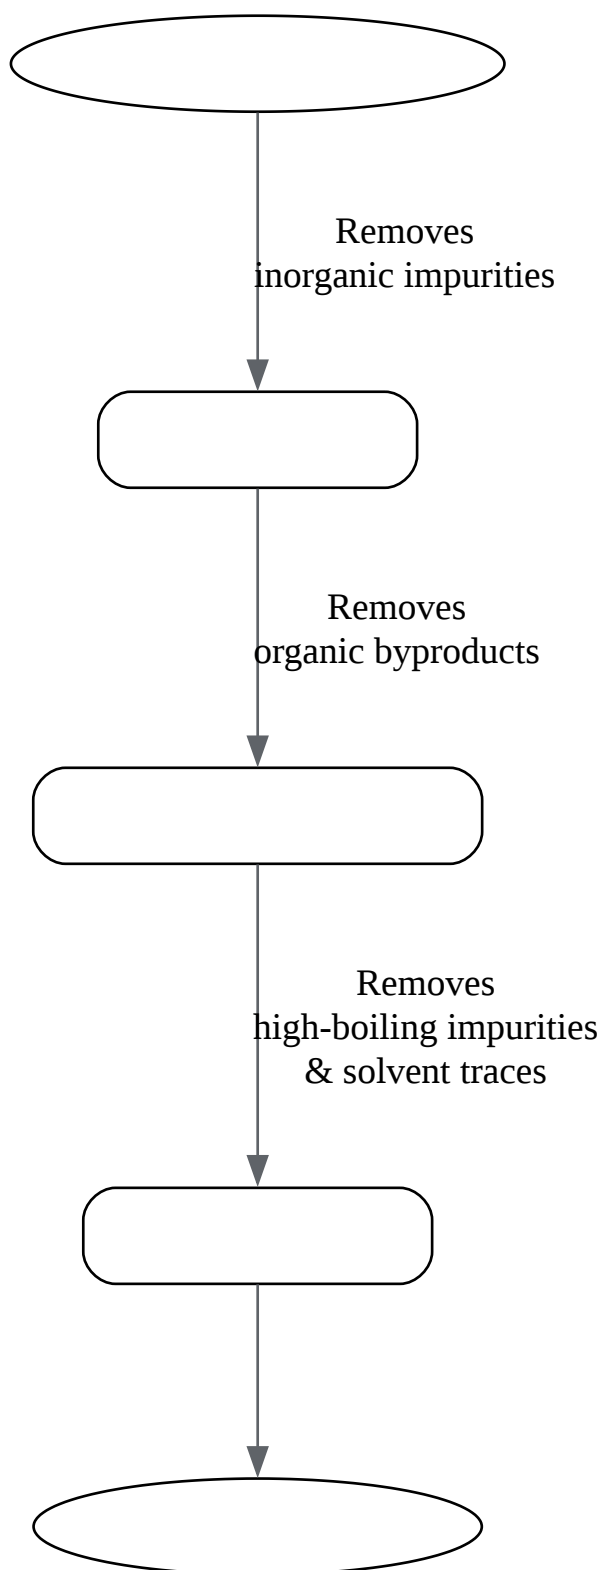 Removes
inorganic impurities
Removes
organic byproducts
Removes
high-boiling impurities
& solvent traces